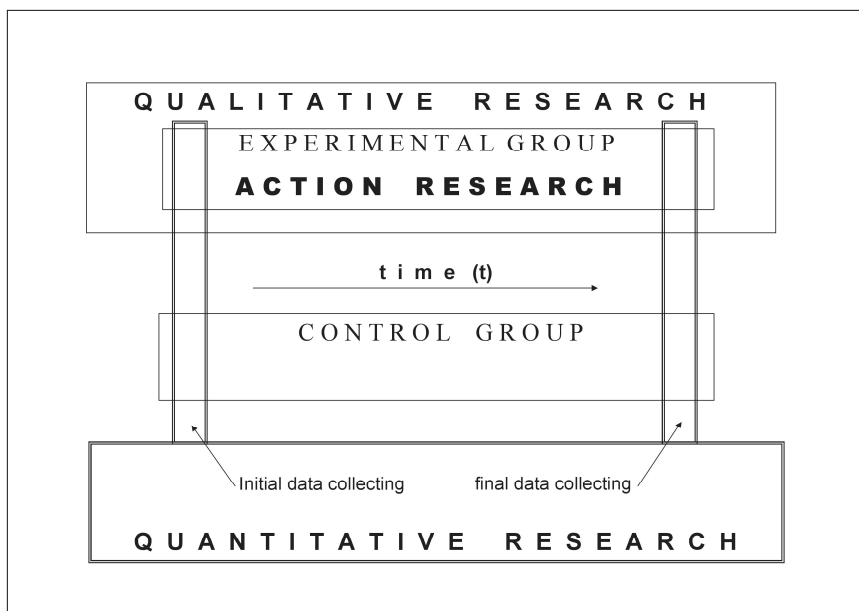 QUALITATIVE RESEARCH
EXPERIMENTAL GROUP
ACTION RESEARCH
time (t)
CONTROL GROUP
Initial data collecting
final data collecting
QUANTITATIVE RESEARCH